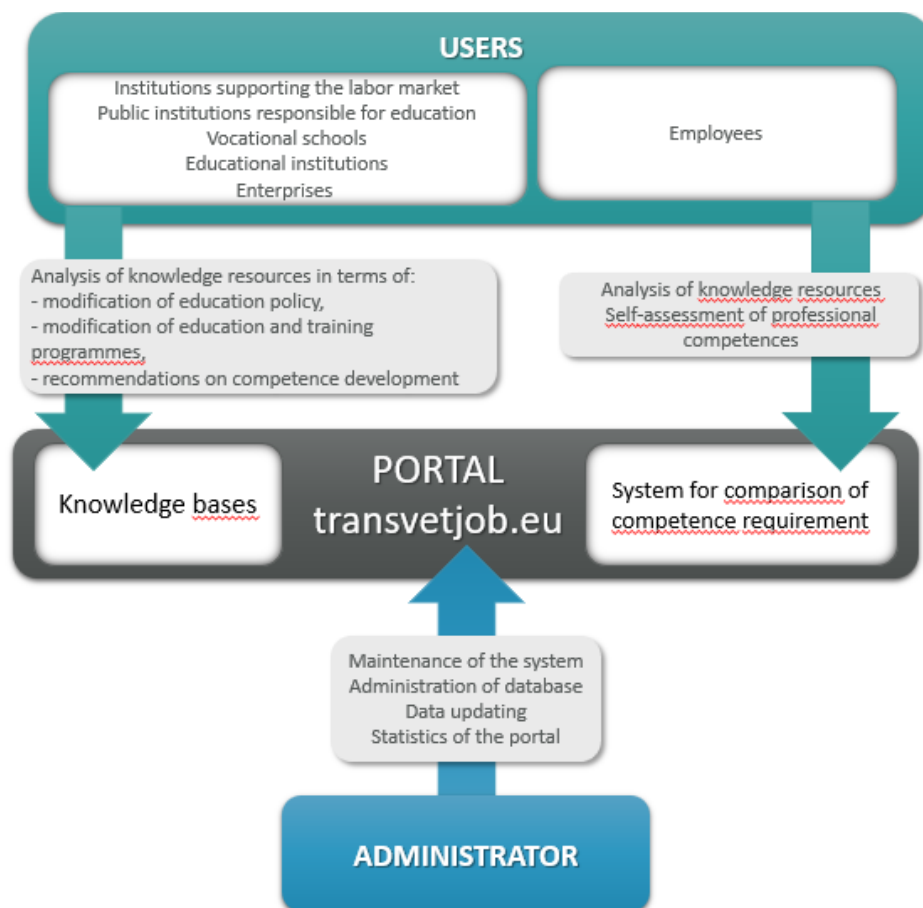 USERS
Institutions supporting the labor market
Public institutions responsible for education
Vocational schools
Educational institutions
Enterprises
Employees
Analysis of knowledge resources in terms of:
- modification of education policy,
- modification of education and training
programmes,
- recommendations on competence development
Analysis of knowledge resources
Self-assessment of professional
competences
Knowledge bases
PORTAL
transvetjob.eu
System for comparison of
competence requirement
Maintenance of the system
Administration of database
Data updating
Statistics of the portal
ADMINISTRATOR